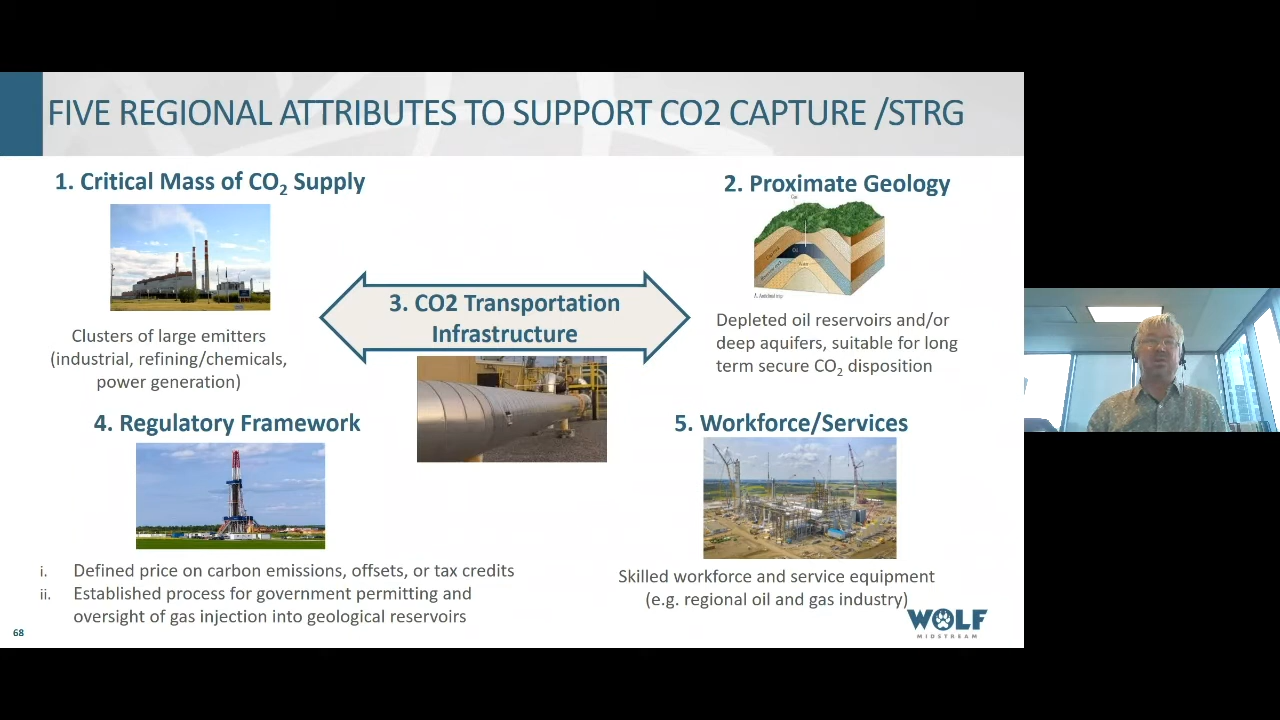 FIVE REGIONAL ATTRIBUTES TO SUPPORT CO2 CAPTURE /STRG
1. Critical Mass of CO2 Supply
Clusters of large emitters
(industrial, refining/chemicals,
power generation)
2. Proximate Geology
Depleted oil reservoirs and/or
deep aquifers, suitable for long
term secure CO2 disposition
3. CO2 Transportation
Infrastructure
4. Regulatory Framework
i. Defined price on carbon emissions, offsets, or tax credits
ii. Established process for government permitting and
oversight of gas injection into geological reservoirs
5. Workforce/Services
Skilled workforce and service equipment
(e.g. regional oil and gas industry)
WOLF
MIDSTREAM
68